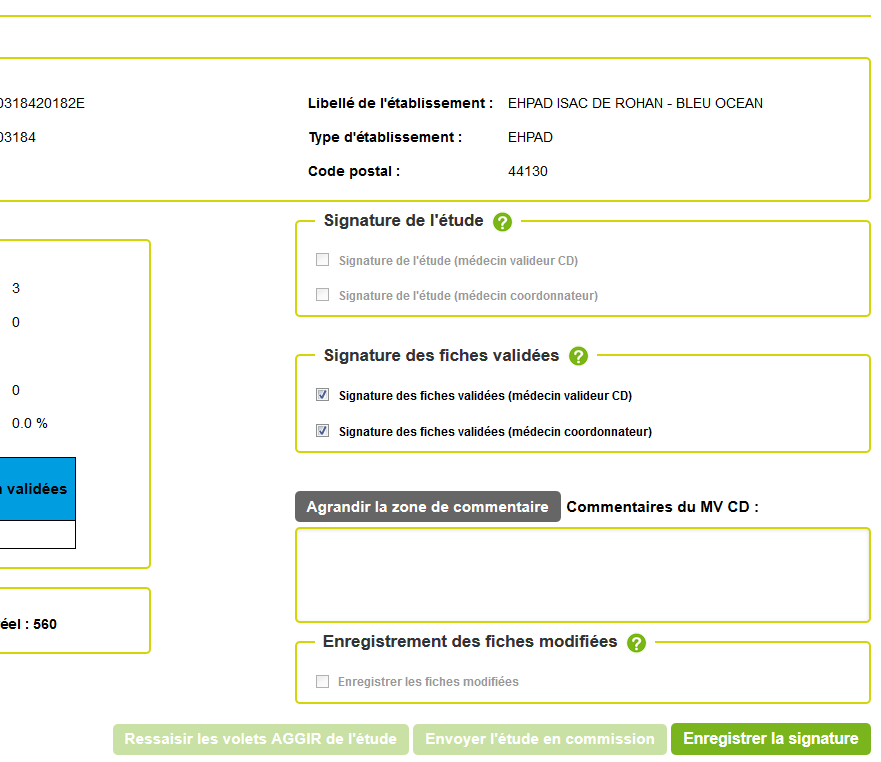 0318420182E
Libellé de l'établissement : EHPAD ISAC DE ROHAN - BLEU OCEAN
03184
Type d'établissement : EHPAD
Code postal : 44130
Signature de l'étude ?
Signature de l'étude (médecin valideur CD)
Signature de l'étude (médecin coordonnateur)
3
0
0
0.0 %
validées
éel : 560
Signature des fiches validées ?
Signature des fiches validées (médecin valideur CD)
Signature des fiches validées (médecin coordonnateur)
Agrandir la zone de commentaire Commentaires du MV CD :
Enregistrement des fiches modifiées ?
Enregistrer les fiches modifiées
Ressaisir les volets AGGIR de l'étude Envoyer l'étude en commission Enregistrer la signature